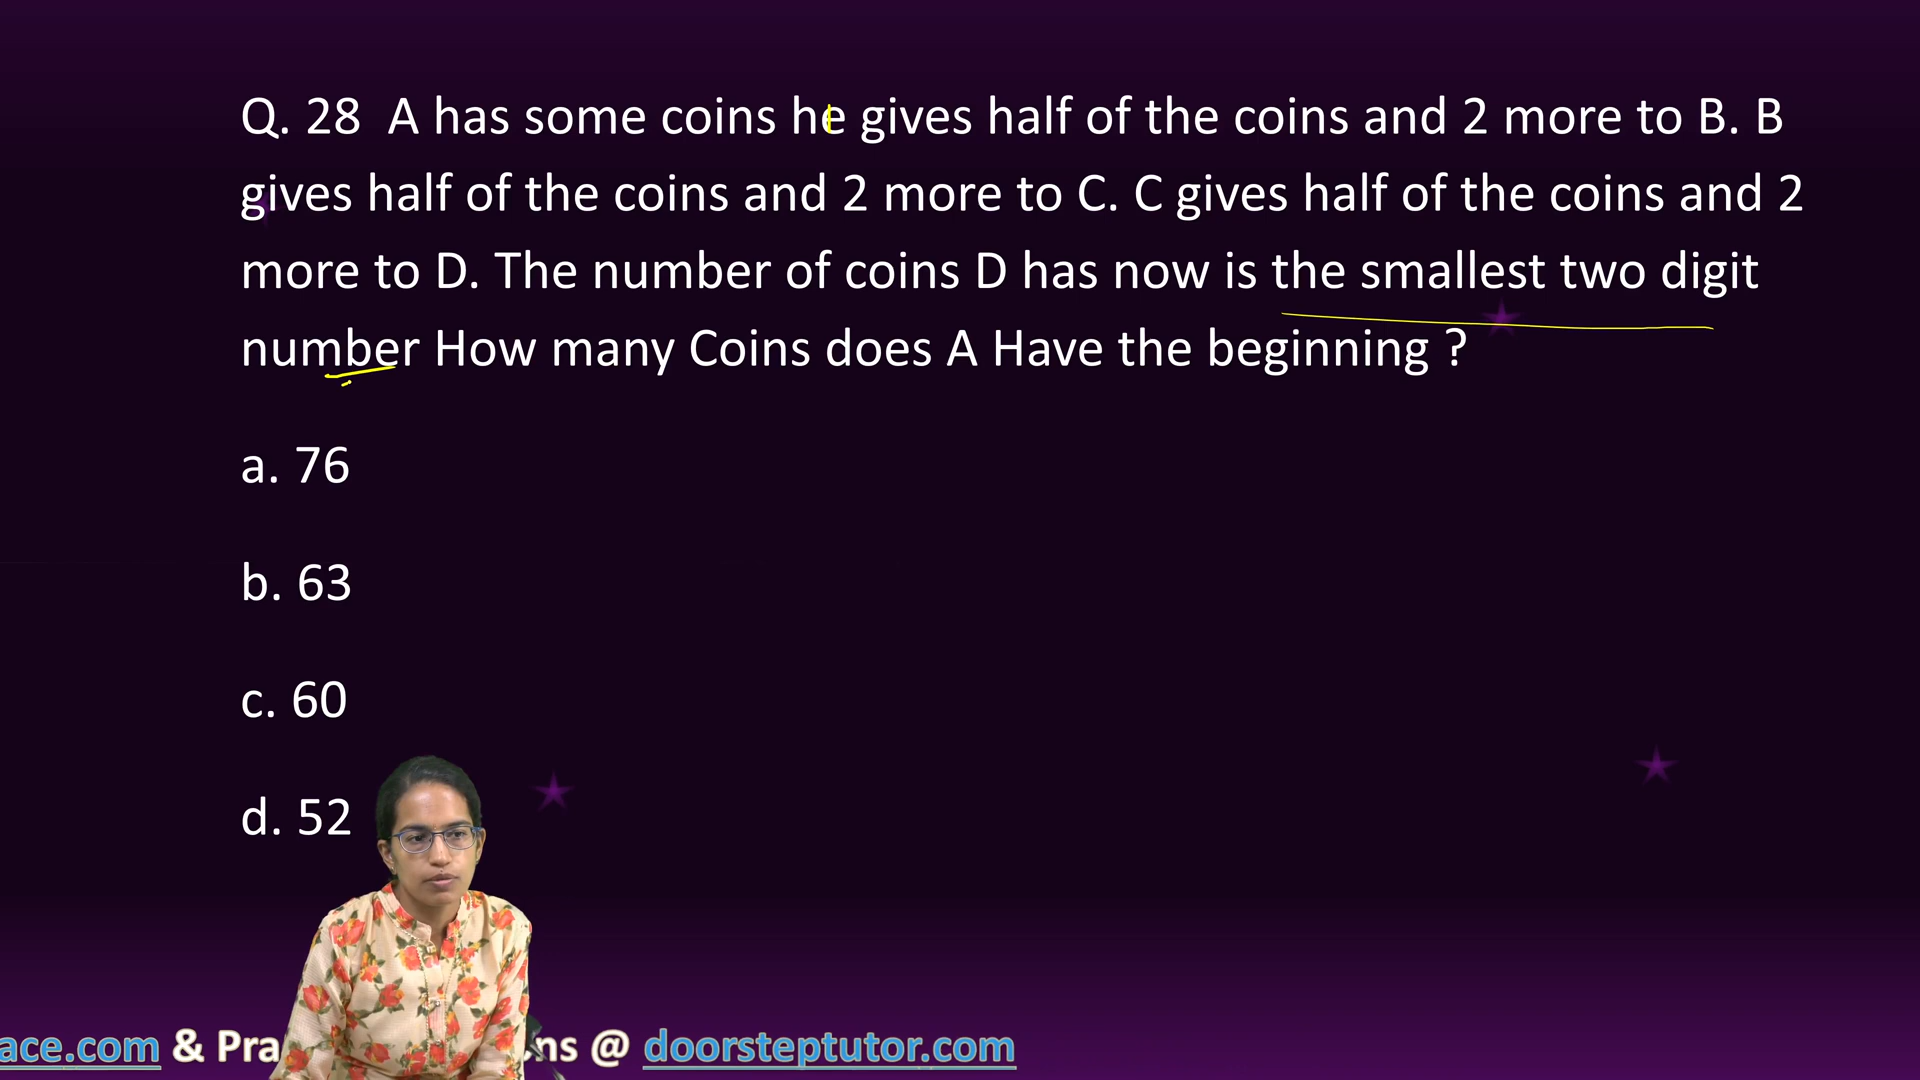 Q. 28 A has some coins he gives half of the coins and 2 more to B. B
gives half of the coins and 2 more to C. C gives half of the coins and 2
more to D. The number of coins D has now is the smallest two digit
number How many Coins does A Have the beginning ?
a. 76
b. 63
c. 60
d. 52
ace.com & Pra ns @ doorsteptutor.com